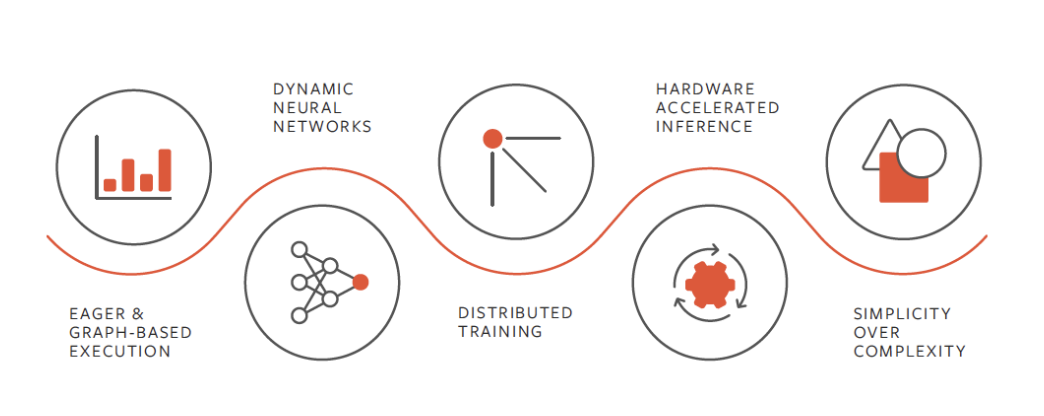 EAGER &
GRAPH-BASED
EXECUTION
DYNAMIC
NEURAL
NETWORKS
DISTRIBUTED
TRAINING
HARDWARE
ACCELERATED
INFERENCE
SIMPLICITY
OVER
COMPLEXITY